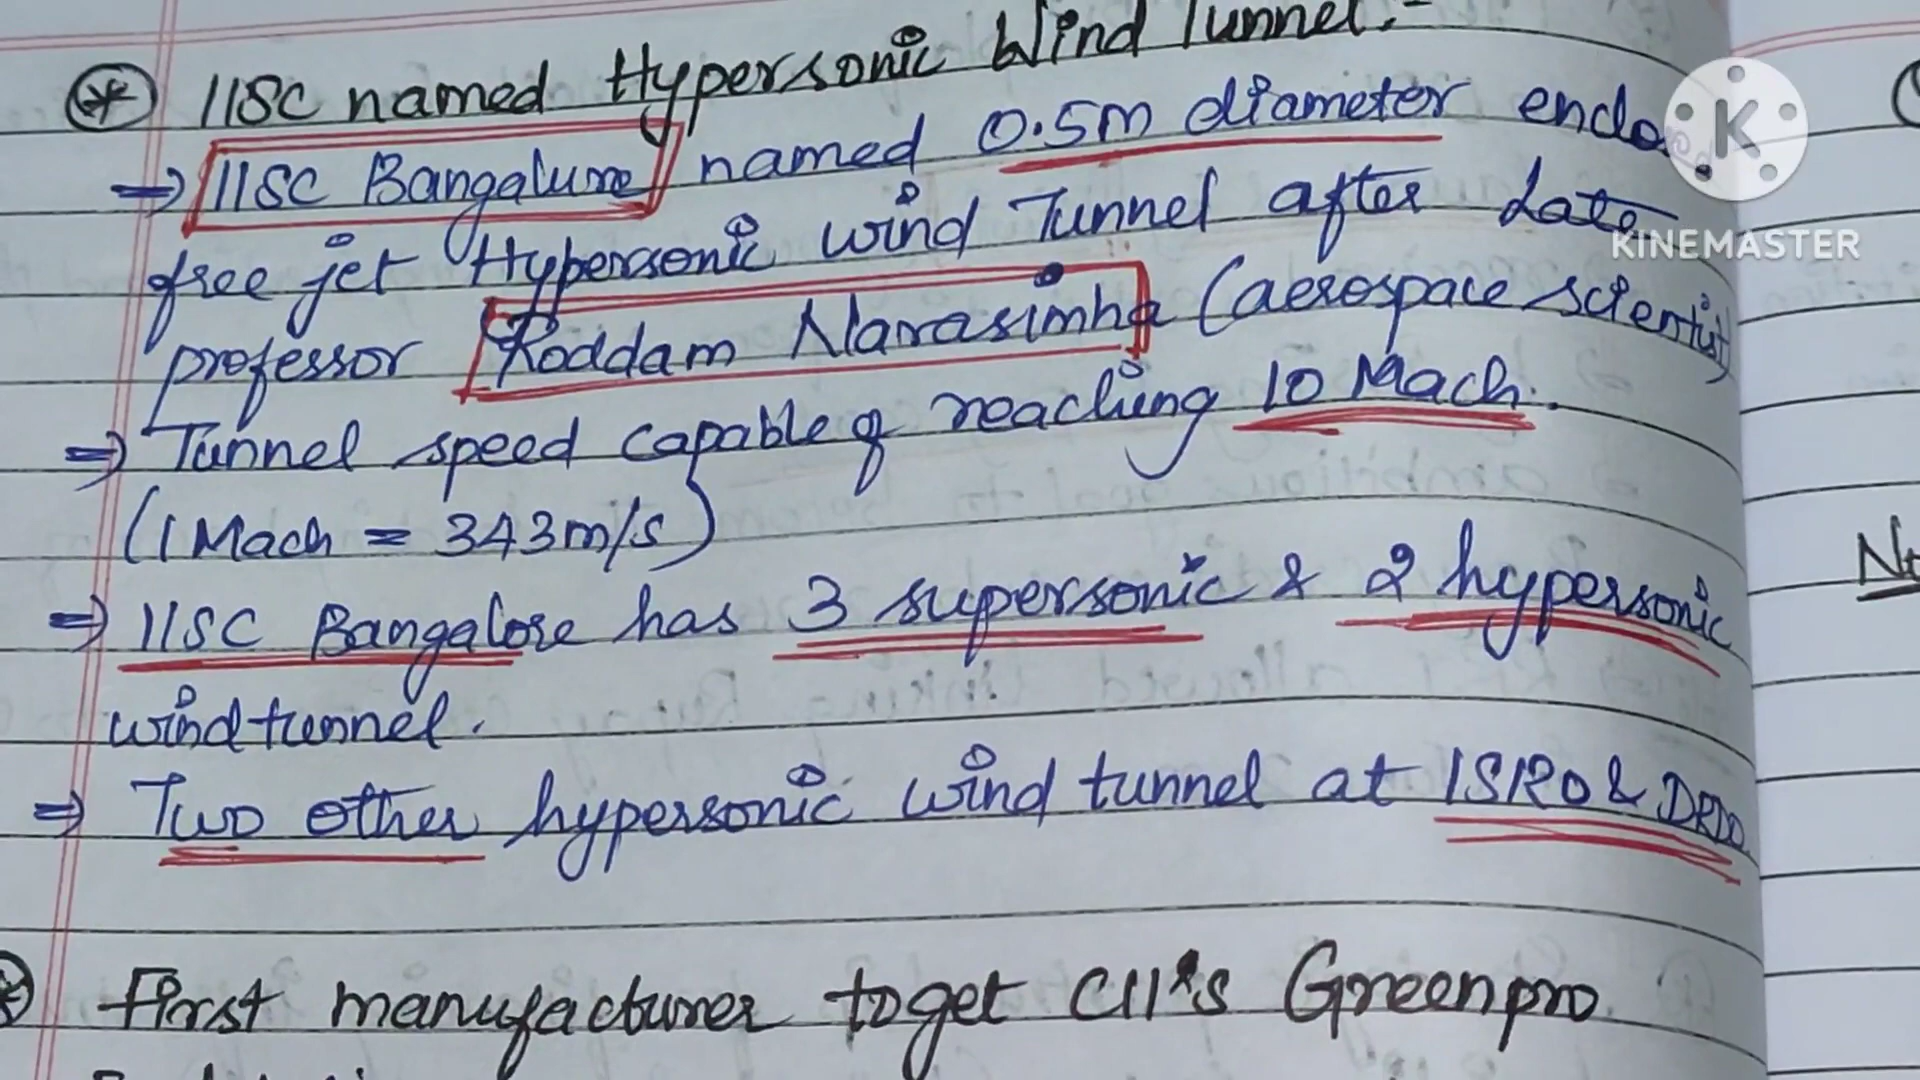 IISC named Hypersonic Wind Tunnel:-
⇒ IISC Bangalure named 0.5m diameter
free jet Hypersonic wind Tunnel after Late
professor Roddam Narasimha (aerospace scientist)
⇒ Tunnel speed capable of reaching 10 Mach.
(1 Mach = 343m/s)
⇒ IISC Bangalore has 3 supersonic & 2 hypersonic
wind tunnel.
⇒ Two other hypersonic wind tunnel at ISRO & DRDO.
First manufacturer to get CII's Greenpro
K
KINEMASTER